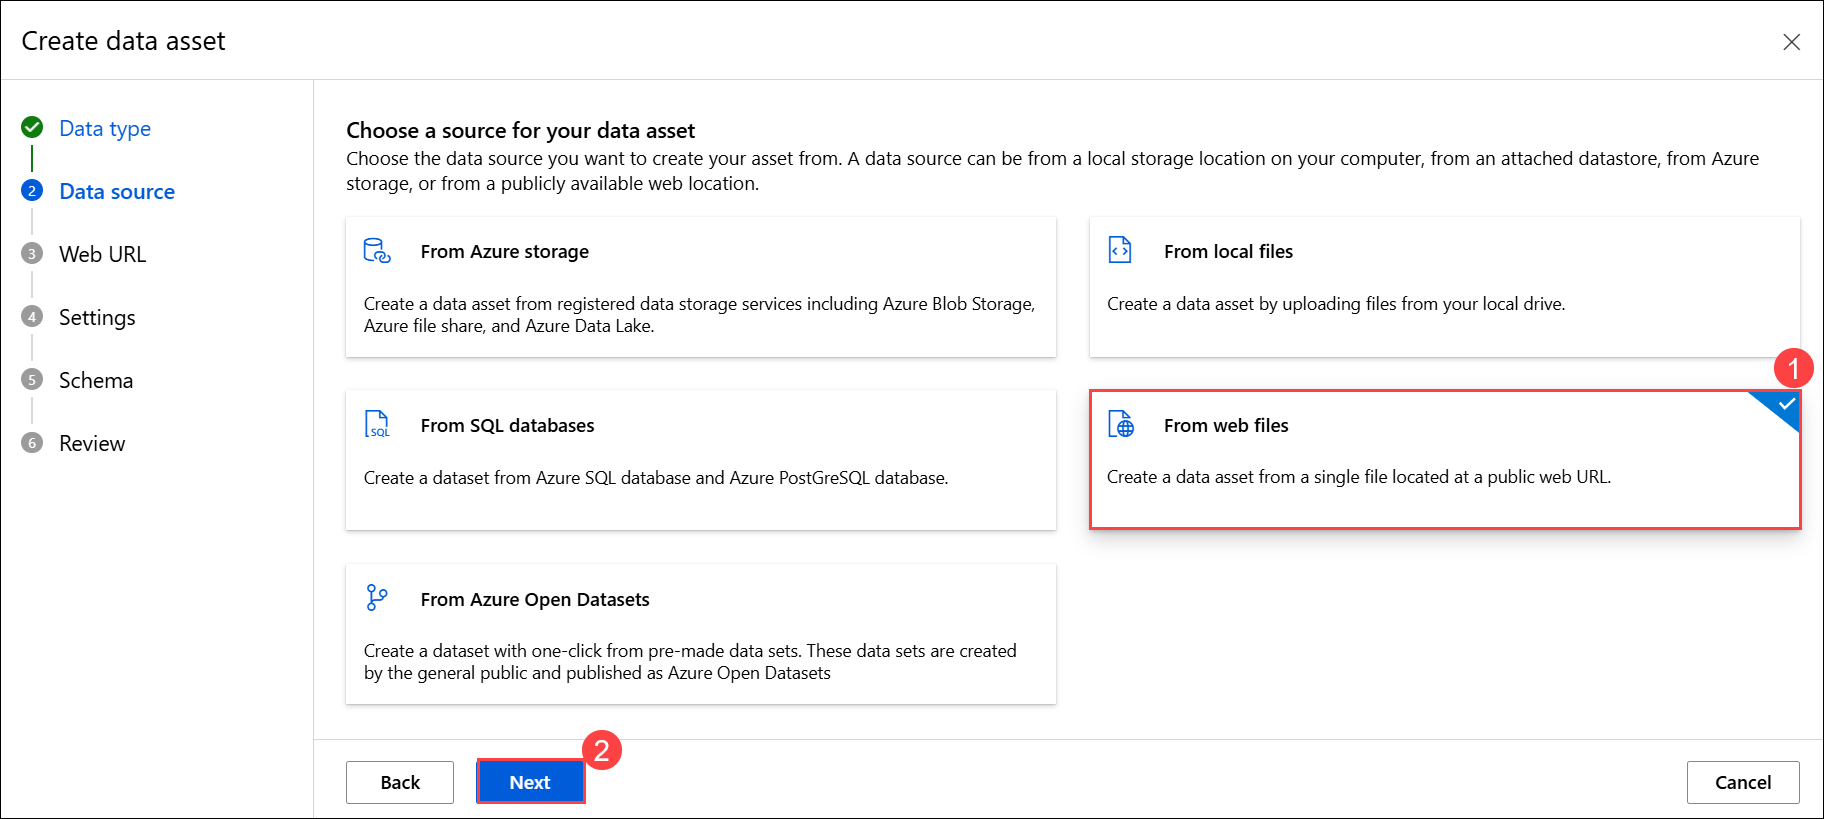 Create data asset
Data type
2 Data source
3 Web URL
4 Settings
5 Schema
6 Review
Choose a source for your data asset
Choose the data source you want to create your asset from. A data source can be from a local storage location on your computer, from an attached datastore, from Azure
storage, or from a publicly available web location.
From Azure storage
Create a data asset from registered data storage services including Azure Blob Storage,
Azure file share, and Azure Data Lake.
From local files
Create a data asset by uploading files from your local drive.
SQL
From SQL databases
Create a dataset from Azure SQL database and Azure PostGreSQL database.
1
From web files
Create a data asset from a single file located at a public web URL.
From Azure Open Datasets
Create a dataset with one-click from pre-made data sets. These data sets are created
by the general public and published as Azure Open Datasets
Back
Next
2
Cancel